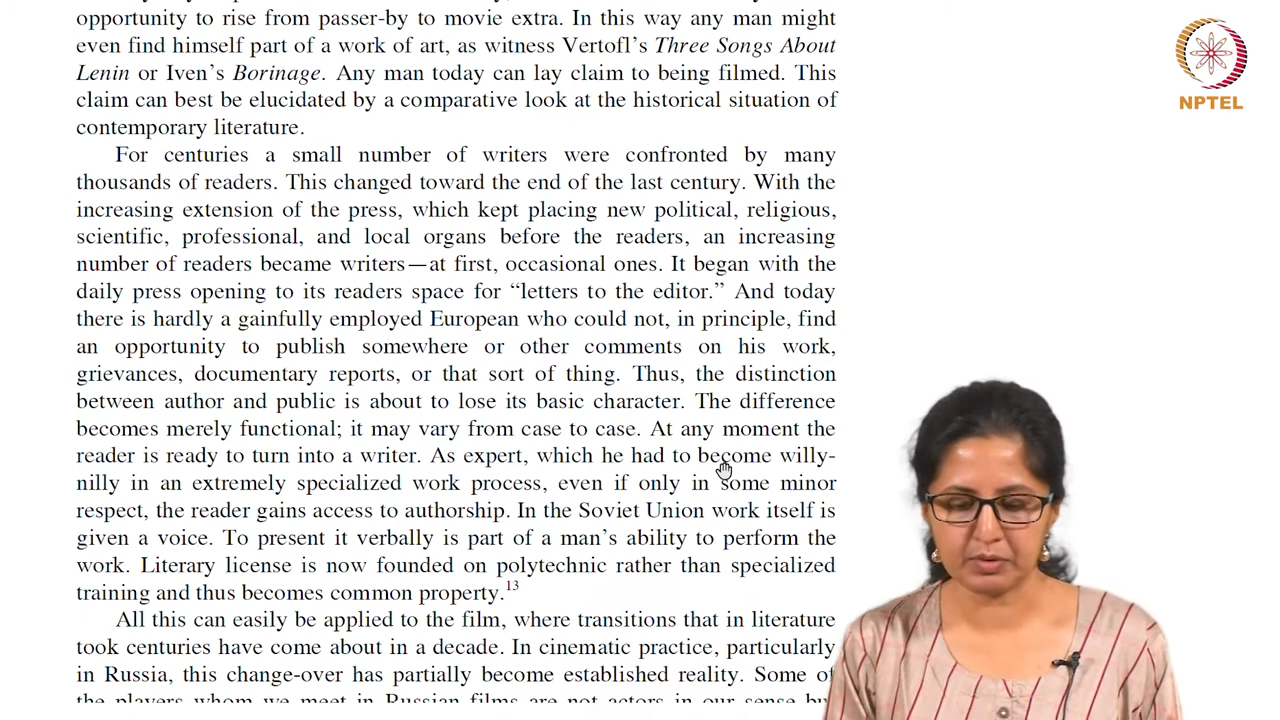 opportunity to rise from passer-by to movie extra. In this way any man might
even find himself part of a work of art, as witness Vertofl’s Three Songs About
Lenin or Iven’s Borinage. Any man today can lay claim to being filmed. This
claim can best be elucidated by a comparative look at the historical situation of
contemporary literature.
For centuries a small number of writers were confronted by many
thousands of readers. This changed toward the end of the last century. With the
increasing extension of the press, which kept placing new political, religious,
scientific, professional, and local organs before the readers, an increasing
number of readers became writers—at first, occasional ones. It began with the
daily press opening to its readers space for “letters to the editor.” And today
there is hardly a gainfully employed European who could not, in principle, find
an opportunity to publish somewhere or other comments on his work,
grievances, documentary reports, or that sort of thing. Thus, the distinction
between author and public is about to lose its basic character. The difference
becomes merely functional; it may vary from case to case. At any moment the
reader is ready to turn into a writer. As expert, which he had to become willy-
nilly in an extremely specialized work process, even if only in some minor
respect, the reader gains access to authorship. In the Soviet Union work itself is
given a voice. To present it verbally is part of a man’s ability to perform the
work. Literary license is now founded on polytechnic rather than specialized
training and thus becomes common property.13
All this can easily be applied to the film, where transitions that in literature
took centuries have come about in a decade. In cinematic practice, particularly
in Russia, this change-over has partially become established reality. Some of
the players whom we meet in Russian films are not actors in our sense but
NPTEL